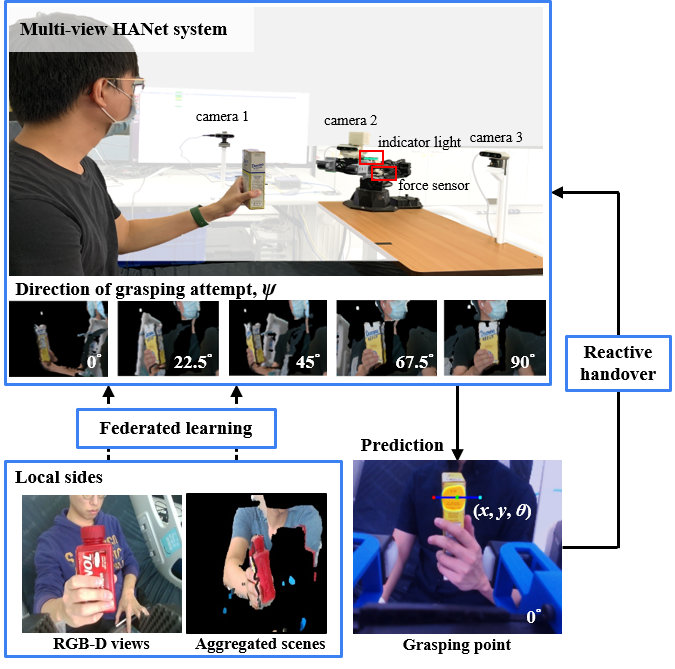 Multi-view HANet system
camera 1
camera 2
indicator light
camera 3
force sensor
Direction of grasping attempt, ψ
0°
22.5°
45°
67.5°
90°
Reactive
handover
Federated learning
Prediction
Local sides
NOL
(x, y, θ)
0°
RGB-D views
Aggregated scenes
Grasping point